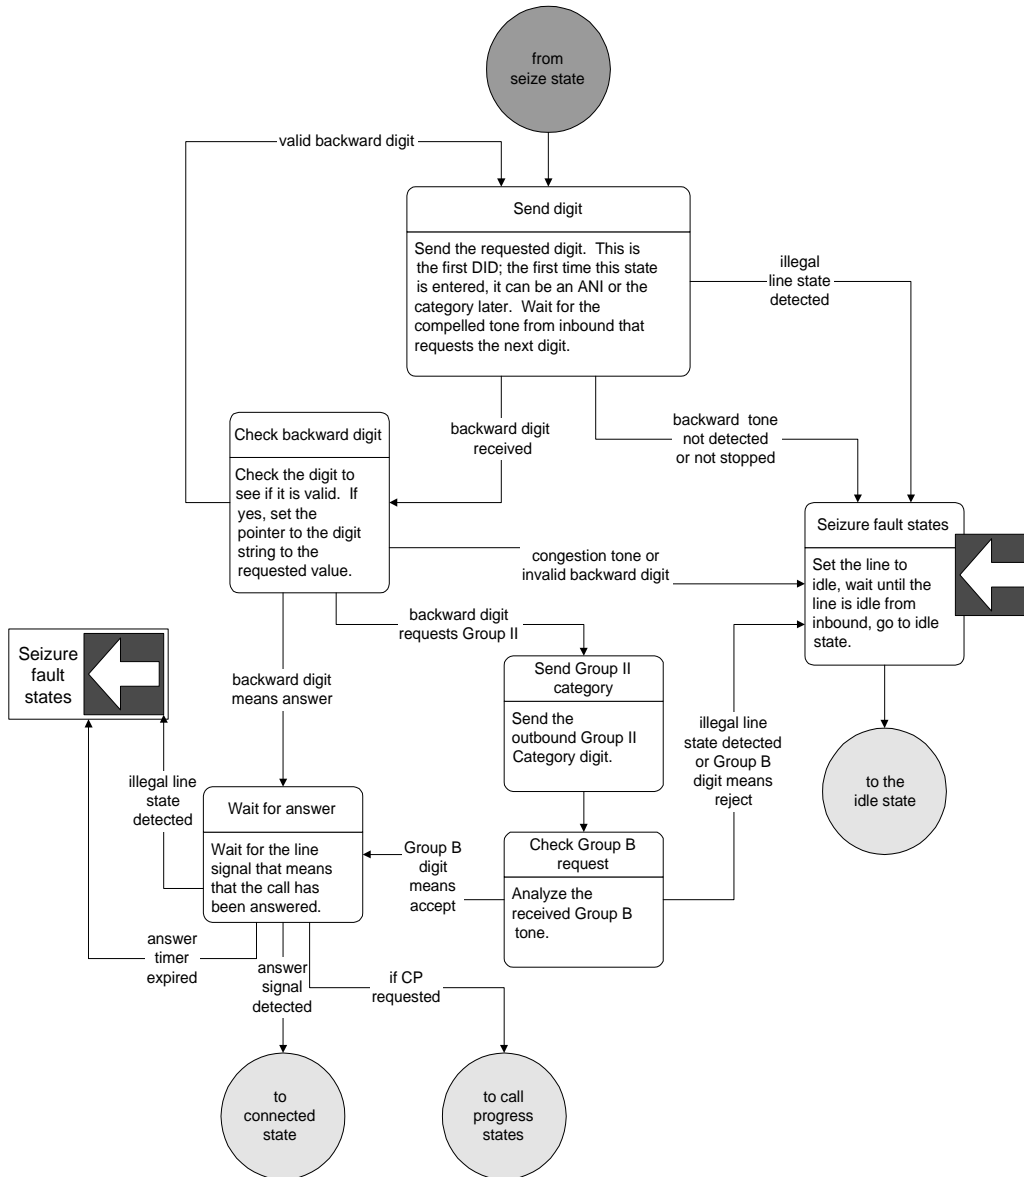 from
seize state
valid backward digit
Send digit
Send the requested digit.  This is
the first DID; the first time this state
is entered, it can be an ANI or the
category later.  Wait for the
compelled tone from inbound that
requests the next digit.
illegal
line state
detected
backward digit
received
backward  tone
not detected
or not stopped
Check backward digit
Check the digit to
see if it is valid.  If
yes, set the
pointer to the digit
string to the
requested value.
Seizure fault states
Set the line to
idle, wait until the
line is idle from
inbound, go to idle
state.
congestion tone or
invalid backward digit
backward digit
requests Group II
Seizure
fault
states
backward digit
means answer
Send Group II
category
Send the
outbound Group II
Category digit.
illegal line
state detected
or Group B
digit means
reject
to the
idle state
illegal line
state
detected
Wait for answer
Wait for the line
signal that means
that the call has
been answered.
Group B
digit
means
accept
Check Group B
request
Analyze the
received Group B
tone.
answer
timer
expired
answer
signal
detected
if CP
requested
to
connected
state
to call
progress
states